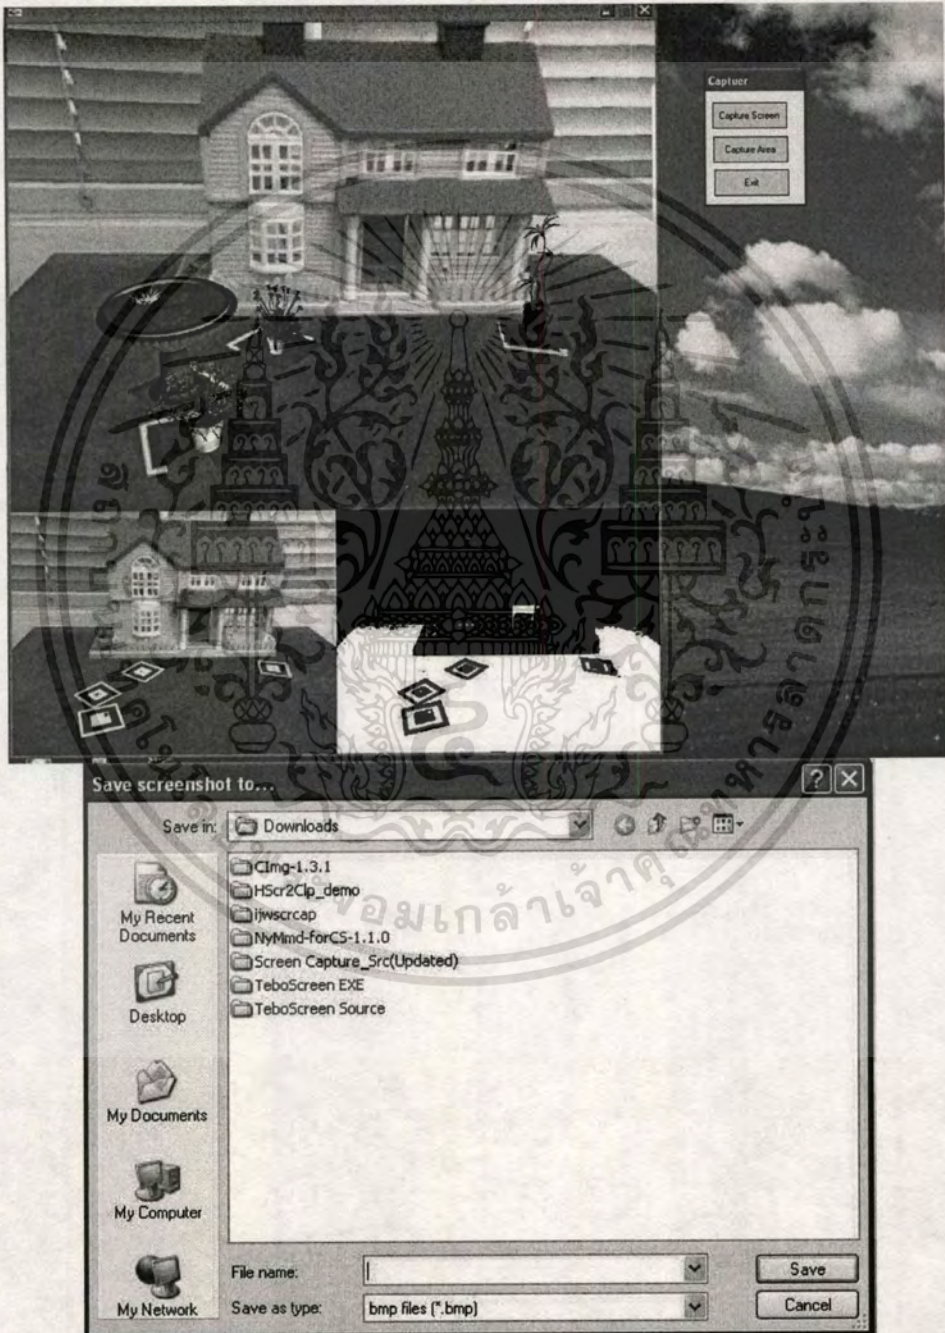 Captuer
Capture Screen
Capture Area
Exit
Save screenshot to...
Save in:
Downloads
My Recent Documents
Desktop
My Documents
My Computer
My Network
CImg-1.3.1
HScr2Clp_demo
ijwscrcap
NyMmd-forCS-1.1.0
Screen Capture_Src(Updated)
TeboScreen EXE
TeboScreen Source
File name:
Save as type:
bmp files (*.bmp)
Save
Cancel
จอมเกล้าเจ้าคุณทหารลาดกระ